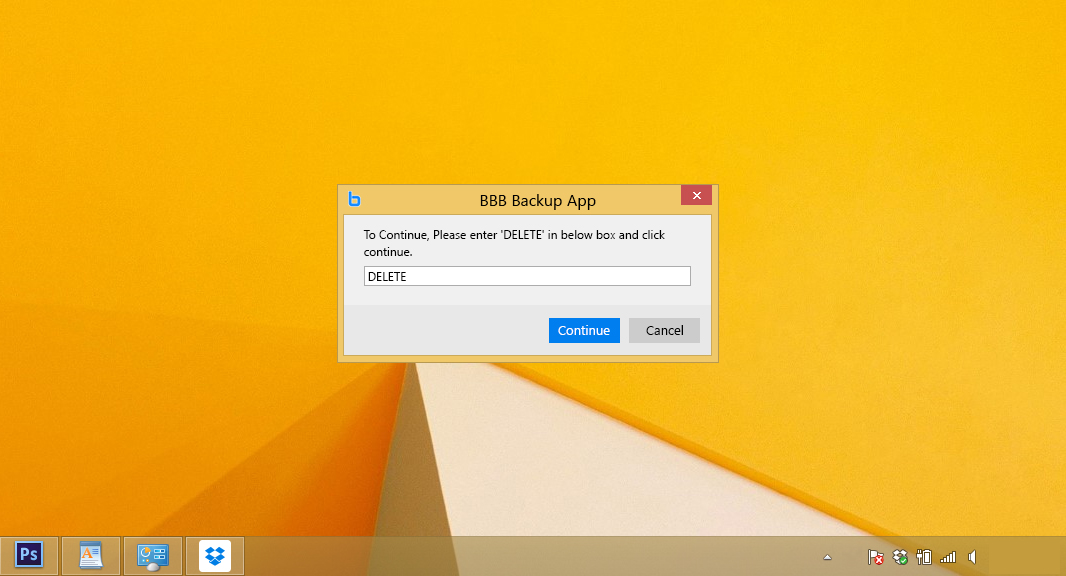 BBB Backup App
To Continue, Please enter 'DELETE' in below box and click
continue.
DELETE
Continue
Cancel
Ps
A